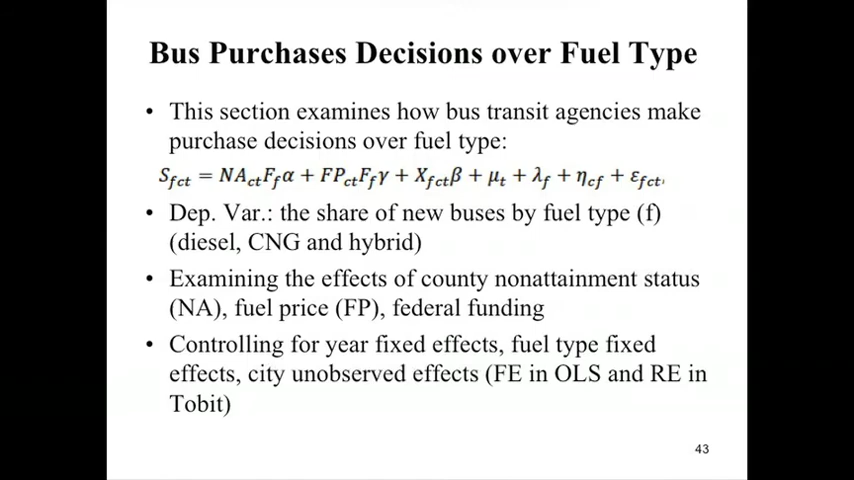 Bus Purchases Decisions over Fuel Type
• This section examines how bus transit agencies make
purchase decisions over fuel type:
S_fct = NA_ct F_f α + FP_ct F_f γ + X_fct β + μ_t + λ_f + η_cf + ε_fct,
• Dep. Var.: the share of new buses by fuel type (f)
(diesel, CNG and hybrid)
• Examining the effects of county nonattainment status
(NA), fuel price (FP), federal funding
• Controlling for year fixed effects, fuel type fixed
effects, city unobserved effects (FE in OLS and RE in
Tobit)
43